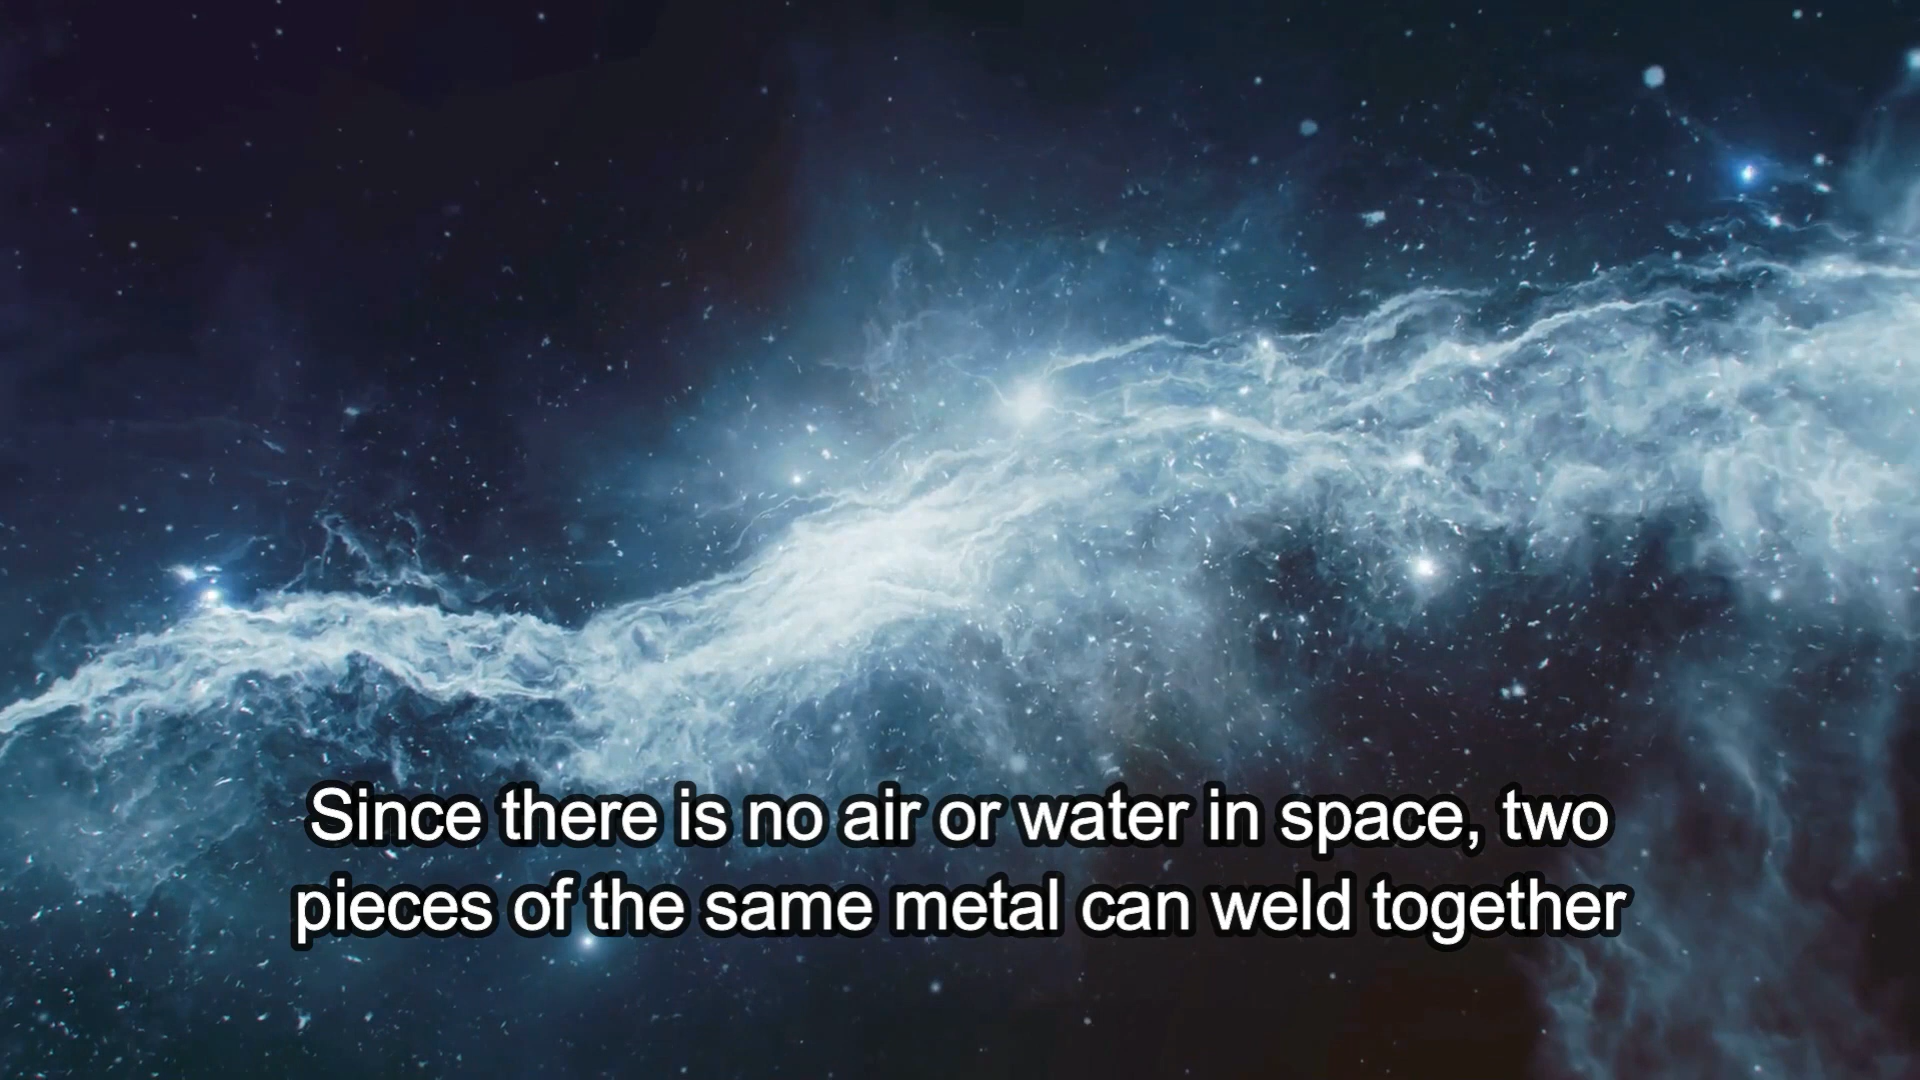 Since there is no air or water in space, two
pieces of the same metal can weld together